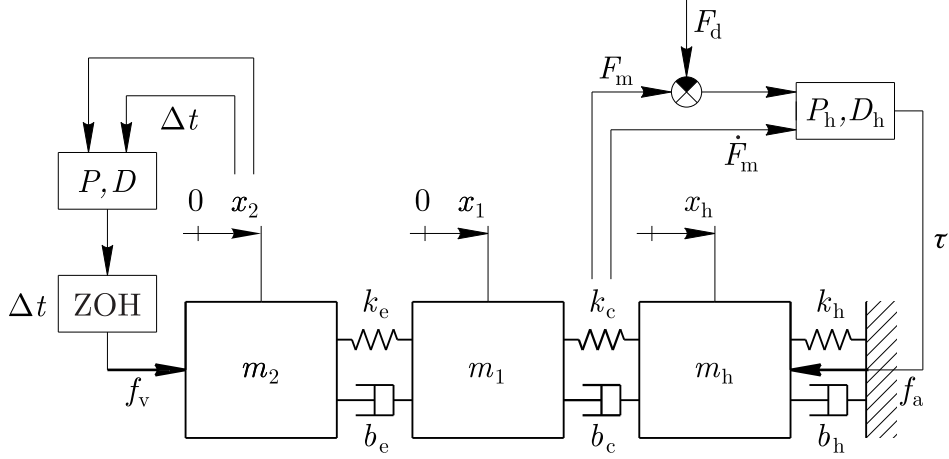 F_d
F_m
Δt
P_h, D_h
Ḟ_m
P, D
0 x_2
0 x_1
x_h
τ
Δt ZOH
k_e
k_c
k_h
m_2
m_1
m_h
f_v
f_a
b_e
b_c
b_h